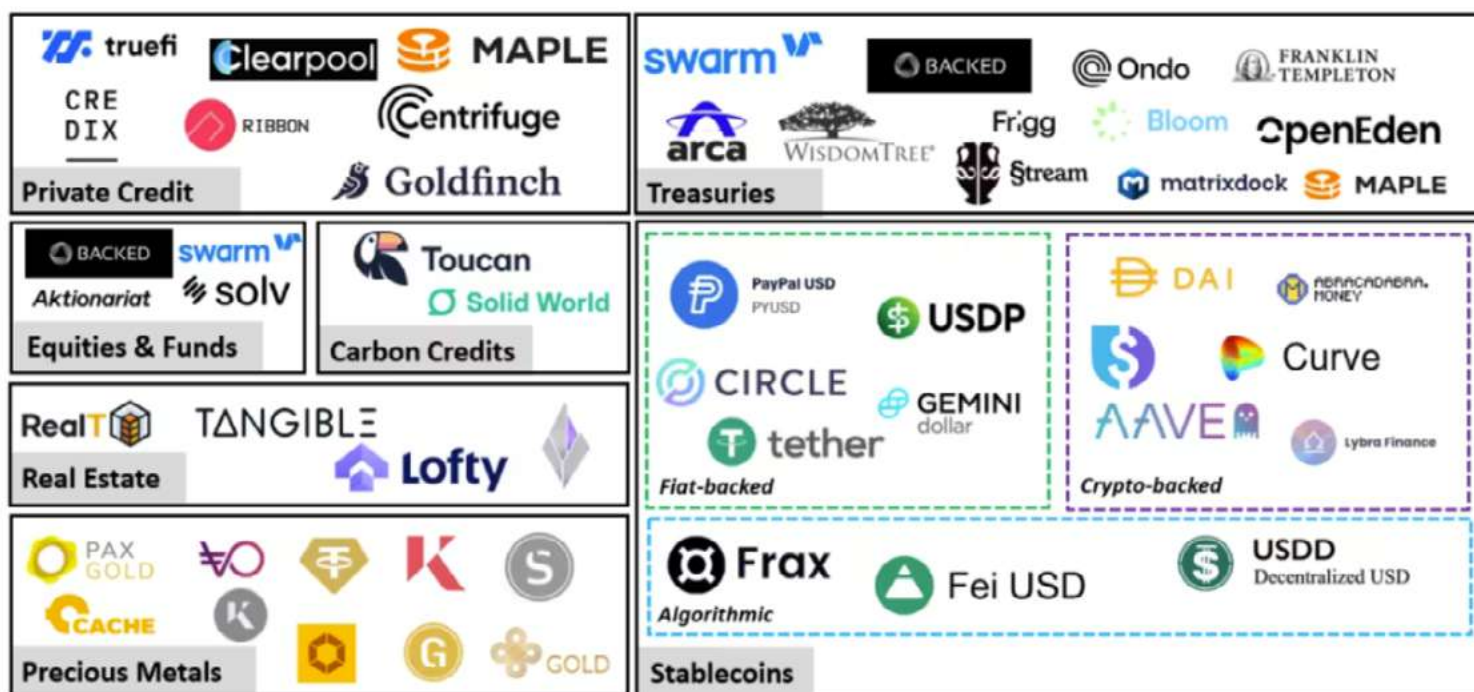 truefi
Clearpool
MAPLE
CRE
DIX
RIBBON
Centrifuge
Goldfinch
Private Credit
swarm
BACKED
Ondo
FRANKLIN
TEMPLETON
arca
WISDOMTREE®
Frigg
Bloom
OpenEden
Stream
matrixdock
MAPLE
Treasuries
BACKED
swarm
Aktionariat
solv
Equities & Funds
Toucan
Solid World
Carbon Credits
RealT
TANGIBLE
Lofty
Real Estate
PAX
GOLD
K
S
CACHE
K
G
GOLD
Precious Metals
PayPal USD
PYUSD
USDP
CIRCLE
GEMINI
dollar
tether
Fiat-backed
DAI
ABRACADABRA.
MONEY
Curve
AAVE
Lybra Finance
Crypto-backed
Frax
Fei USD
USDD
Decentralized USD
Algorithmic
Stablecoins